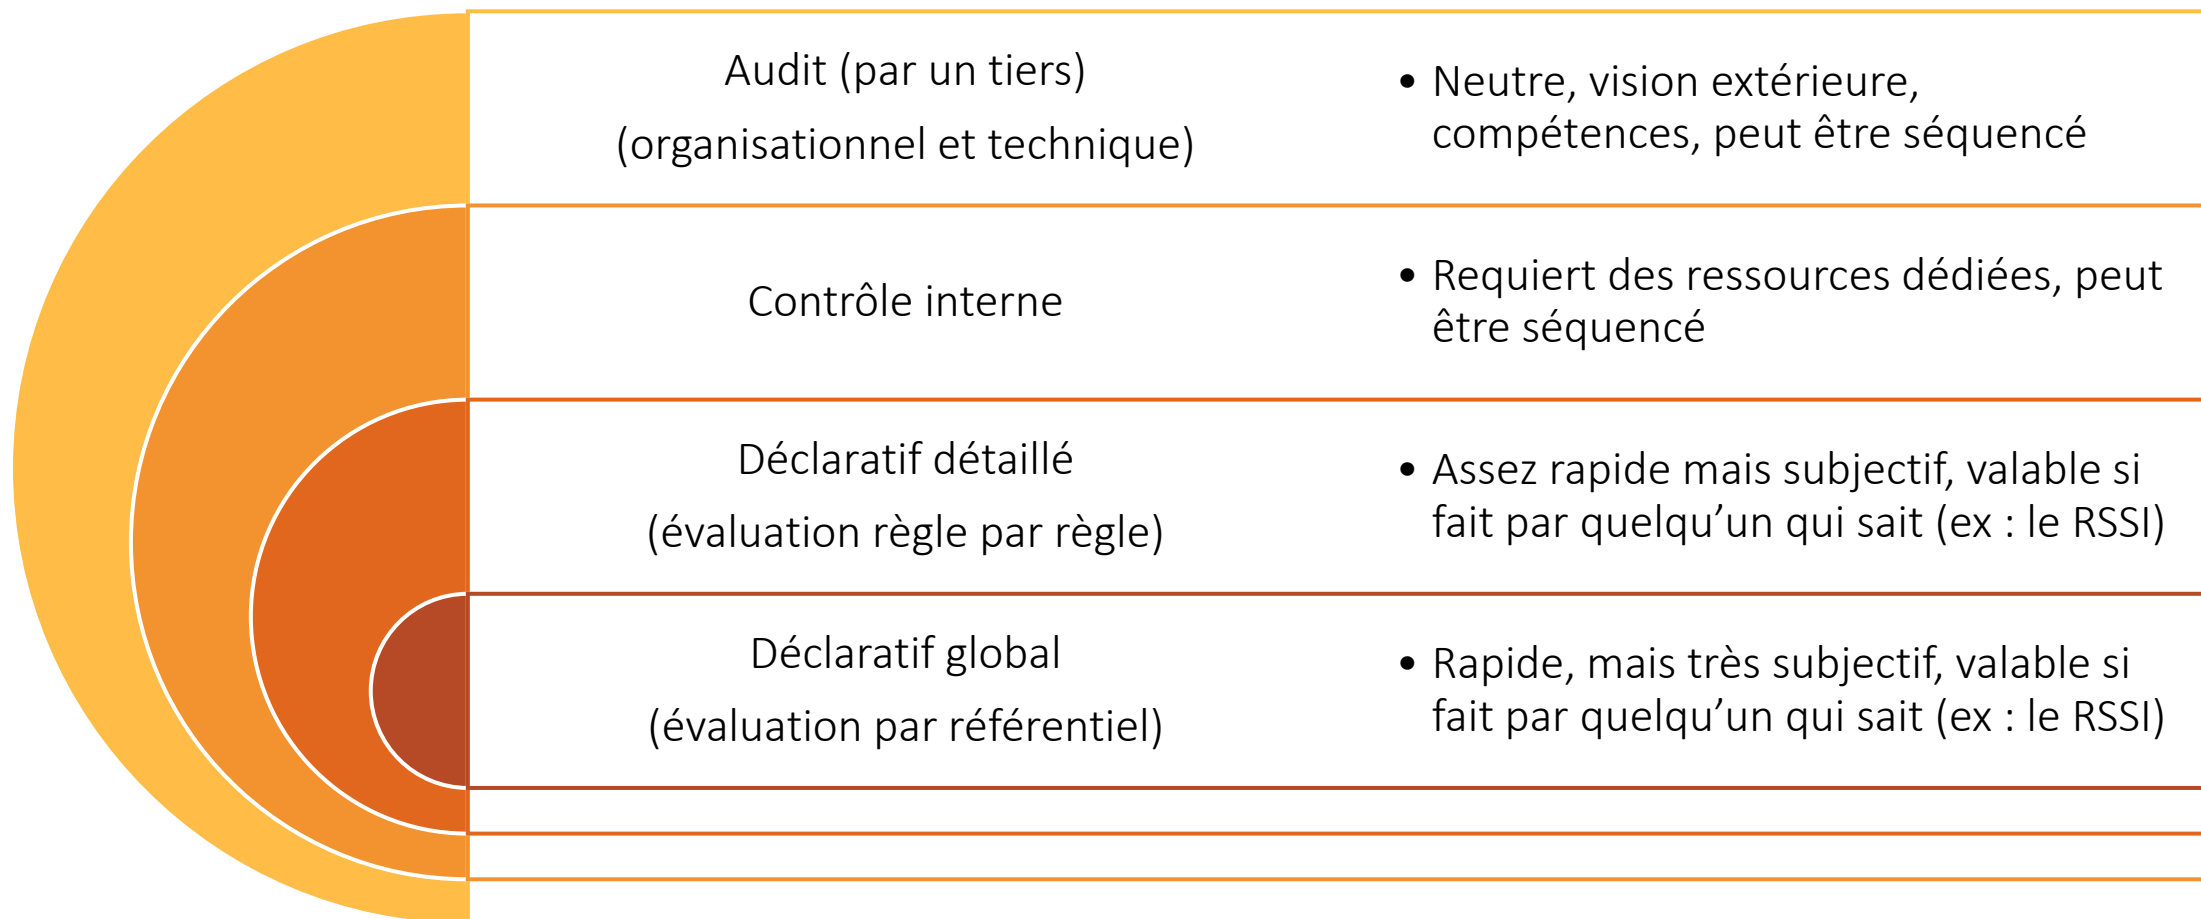 Audit (par un tiers)
(organisationnel et technique)
• Neutre, vision extérieure,
compétences, peut être séquencé
Contrôle interne
• Requiert des ressources dédiées, peut
être séquencé
Déclaratif détaillé
(évaluation règle par règle)
• Assez rapide mais subjectif, valable si
fait par quelqu’un qui sait (ex : le RSSI)
Déclaratif global
(évaluation par référentiel)
• Rapide, mais très subjectif, valable si
fait par quelqu’un qui sait (ex : le RSSI)